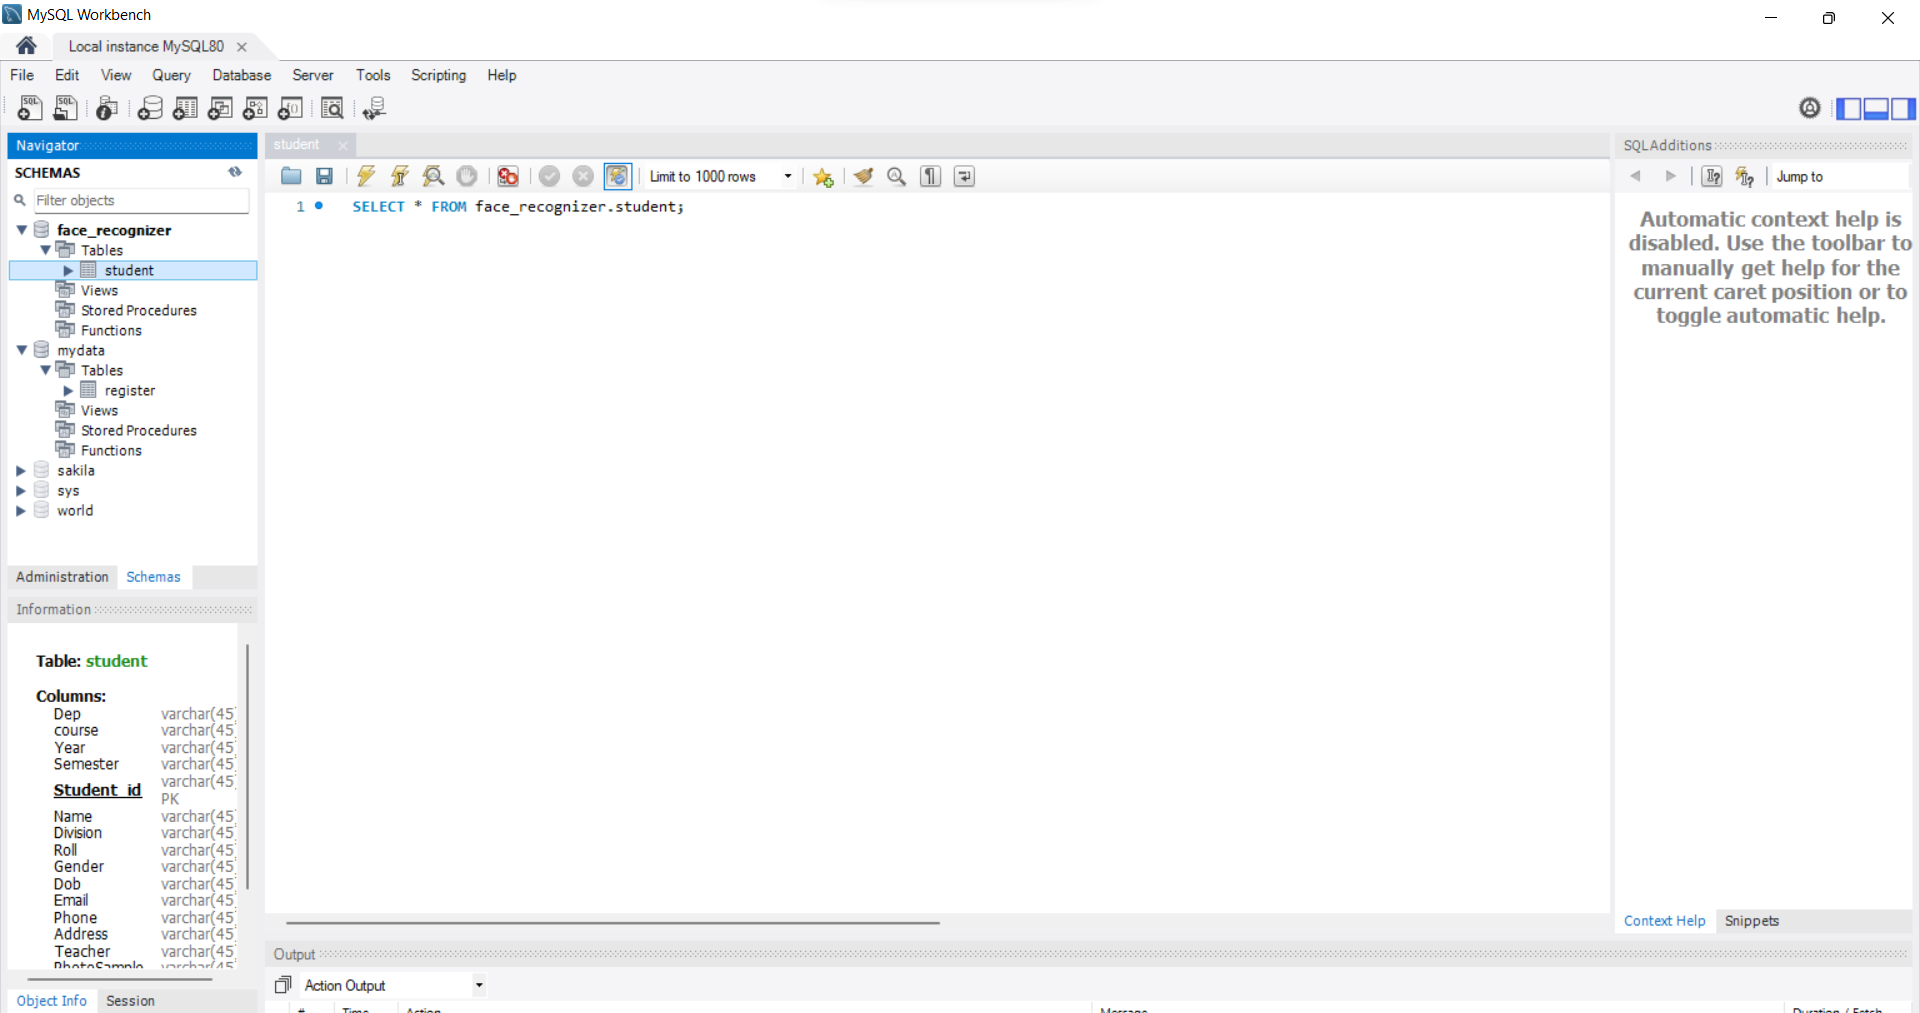 MySQL Workbench
Local instance MySQL80
File Edit View Query Database Server Tools Scripting Help
Navigator
SCHEMAS
Filter objects
face_recognizer
Tables
student
Views
Stored Procedures
Functions
mydata
Tables
register
Views
Stored Procedures
Functions
sakila
sys
world
Administration Schemas
Information
Table: student
Columns:
Dep varchar(45)
course varchar(45)
Year varchar(45)
Semester varchar(45)
Student_id varchar(45) PK
Name varchar(45)
Division varchar(45)
Roll varchar(45)
Gender varchar(45)
Dob varchar(45)
Email varchar(45)
Phone varchar(45)
Address varchar(45)
Teacher varchar(45)
PhotoSample varchar(45)
Object Info Session
student
Limit to 1000 rows
1 SELECT * FROM face_recognizer.student;
SQLAdditions
Jump to
Automatic context help is
disabled. Use the toolbar to
manually get help for the
current caret position or to
toggle automatic help.
Context Help Snippets
Output
Action Output
# Time Action Message Duration / Fetch